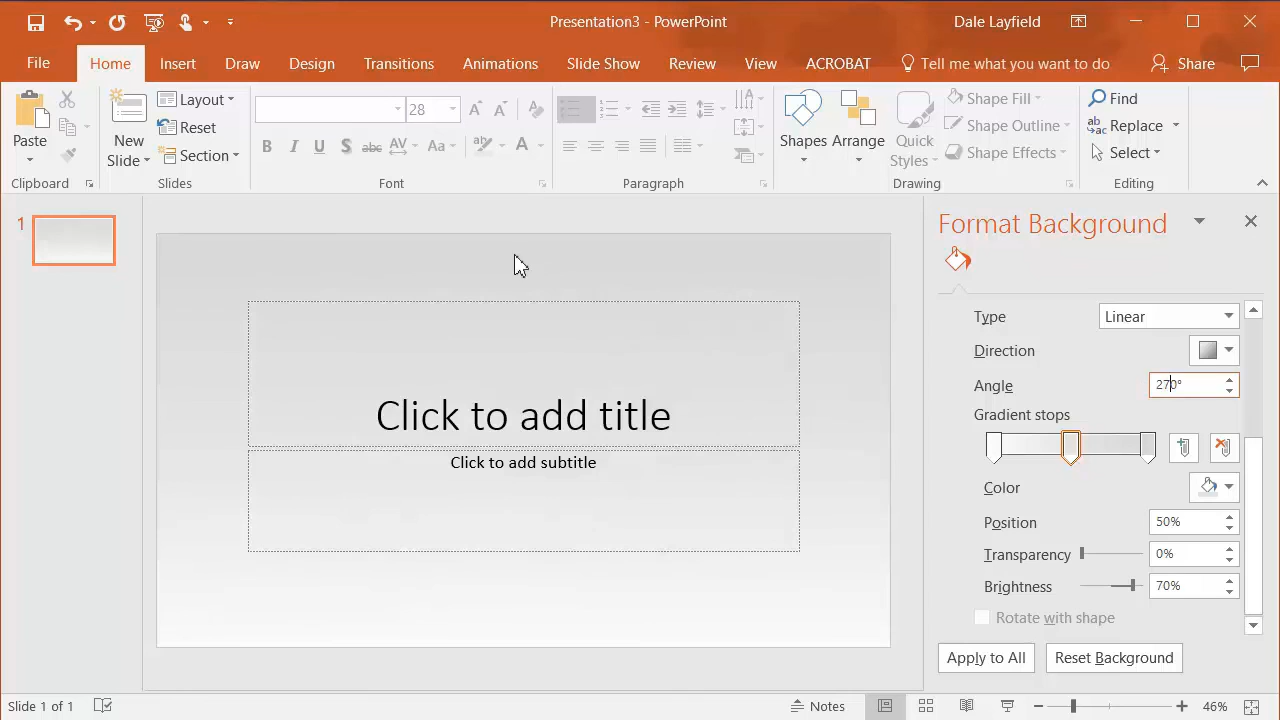 Presentation3 - PowerPoint
Dale Layfield
File
Home
Insert
Draw
Design
Transitions
Animations
Slide Show
Review
View
ACROBAT
Tell me what you want to do
Share
Paste
New
Slide
Layout
Reset
Section
28
B
I
U
S
abc
AV
Aa
A
Shapes
Arrange
Quick
Styles
Shape Fill
Shape Outline
Shape Effects
Find
Replace
Select
Clipboard
Slides
Font
Paragraph
Drawing
Editing
1
Click to add title
Click to add subtitle
Format Background
Type
Linear
Direction
Angle
270°
Gradient stops
Color
Position
50%
Transparency
0%
Brightness
70%
Rotate with shape
Apply to All
Reset Background
Slide 1 of 1
Notes
46%